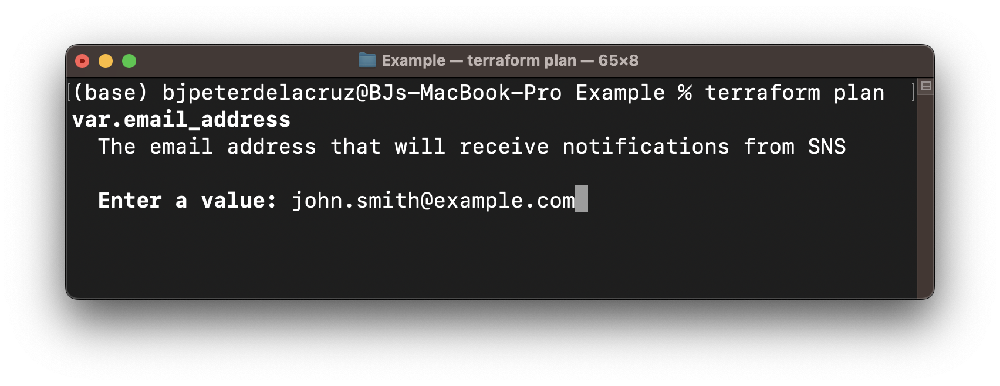 Example — terraform plan — 65×8
[(base) bjpeterdelacruz@BJs-MacBook-Pro Example % terraform plan ]
var.email_address
The email address that will receive notifications from SNS
Enter a value: john.smith@example.com